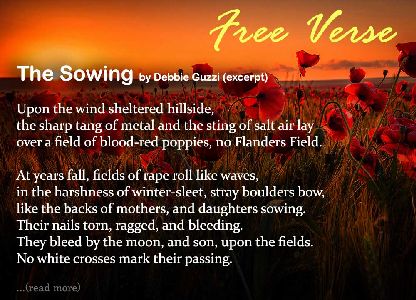 Free Verse
The Sowing by Debbie Guzzi (excerpt)
Upon the wind sheltered hillside,
the sharp tang of metal and the sting of salt air lay
over a field of blood-red poppies, no Flanders Field.
At years fall, fields of rape roll like waves,
in the harshness of winter-sleet, stray boulders bow,
like the backs of mothers, and daughters sowing.
Their nails torn, ragged, and bleeding.
They bleed by the moon, and son, upon the fields.
No white crosses mark their passing.
...(read more)